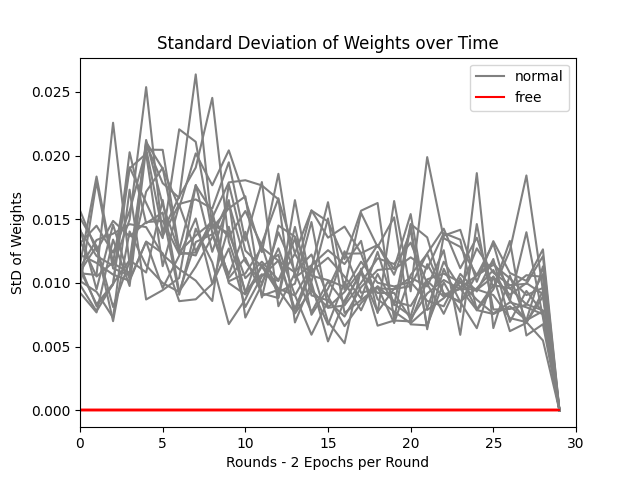 Standard Deviation of Weights over Time
normal
free
StD of Weights
0.025
0.020
0.015
0.010
0.005
0.000
0 5 10 15 20 25 30
Rounds - 2 Epochs per Round